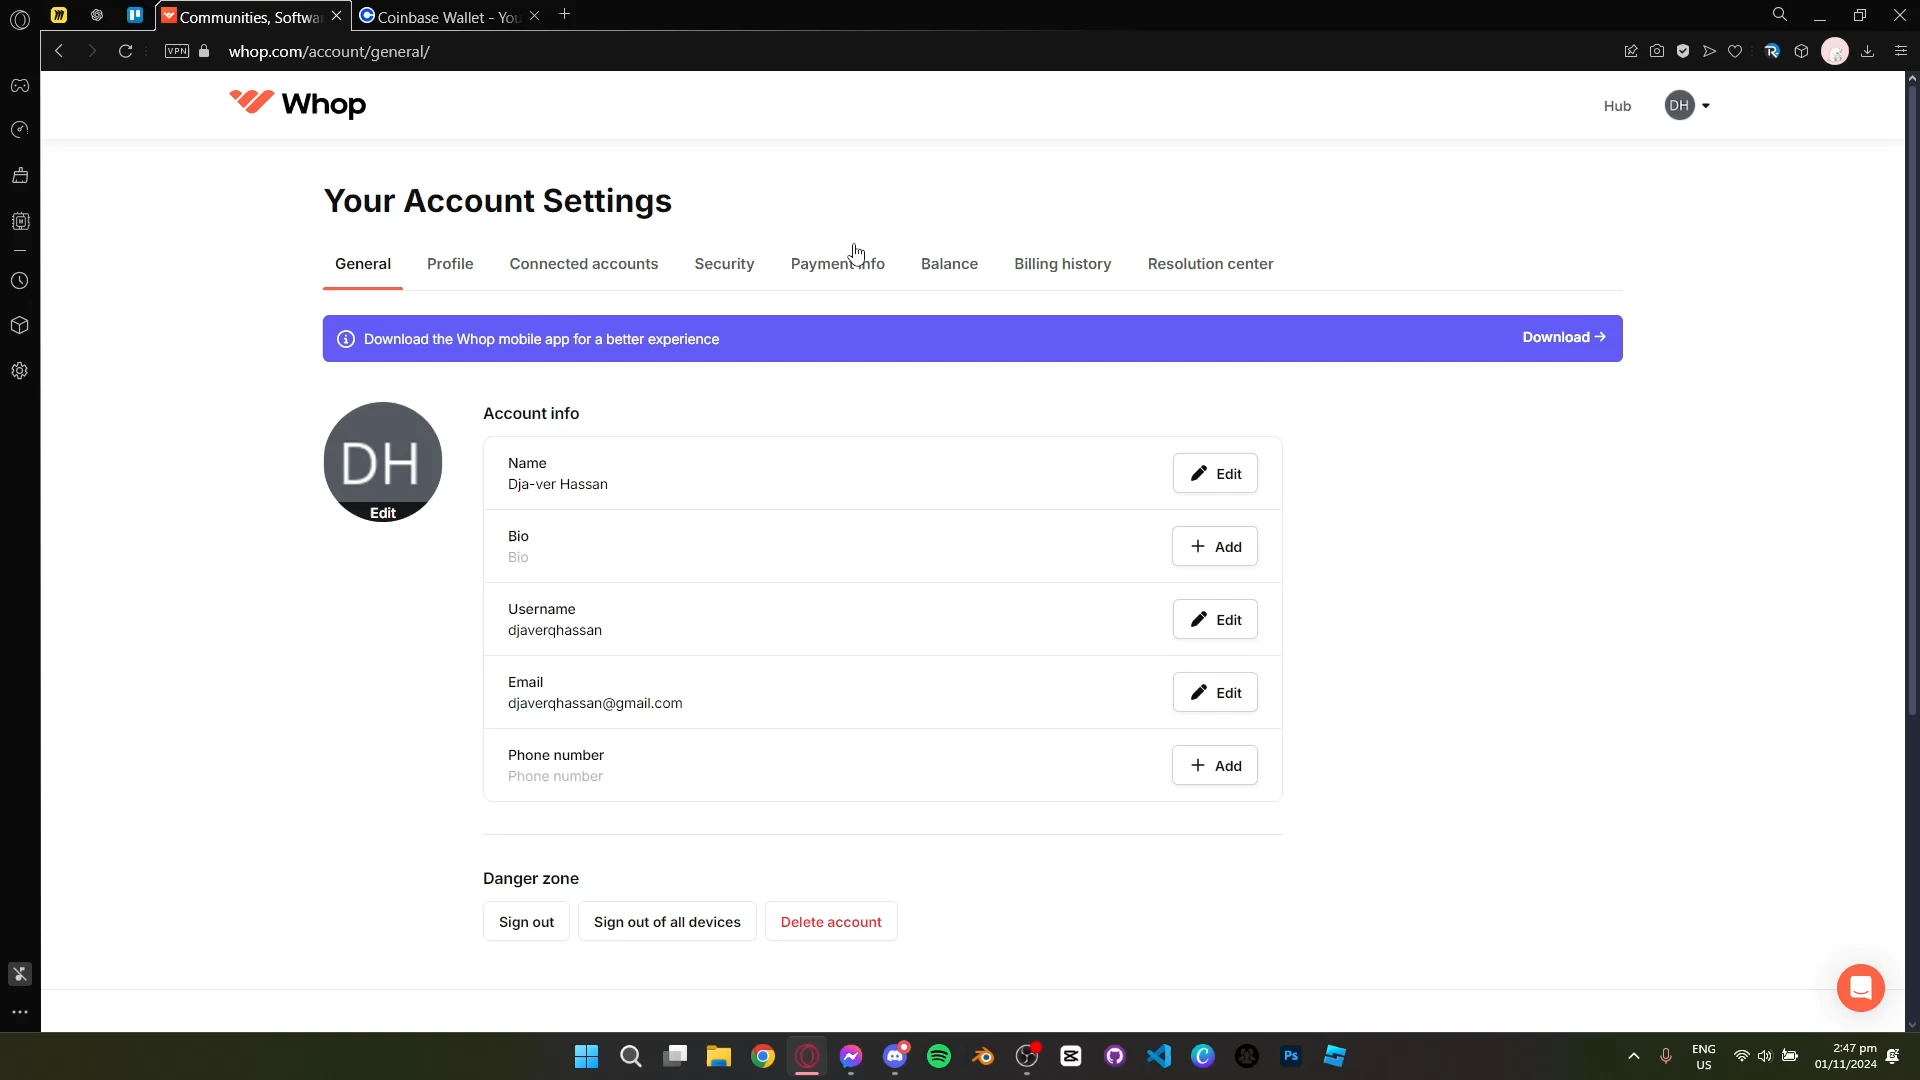 Communities, Softwa
Coinbase Wallet - You
VPN
whop.com/account/general/
Whop
Hub
DH
Your Account Settings
General
Profile
Connected accounts
Security
Payment info
Balance
Billing history
Resolution center
Download the Whop mobile app for a better experience
Download →
DH
Edit
Account info
Name
Dja-ver Hassan
Edit
Bio
Bio
+ Add
Username
djaverqhassan
Edit
Email
djaverqhassan@gmail.com
Edit
Phone number
Phone number
+ Add
Danger zone
Sign out
Sign out of all devices
Delete account
Ps
ENG
US
2:47 pm
01/11/2024